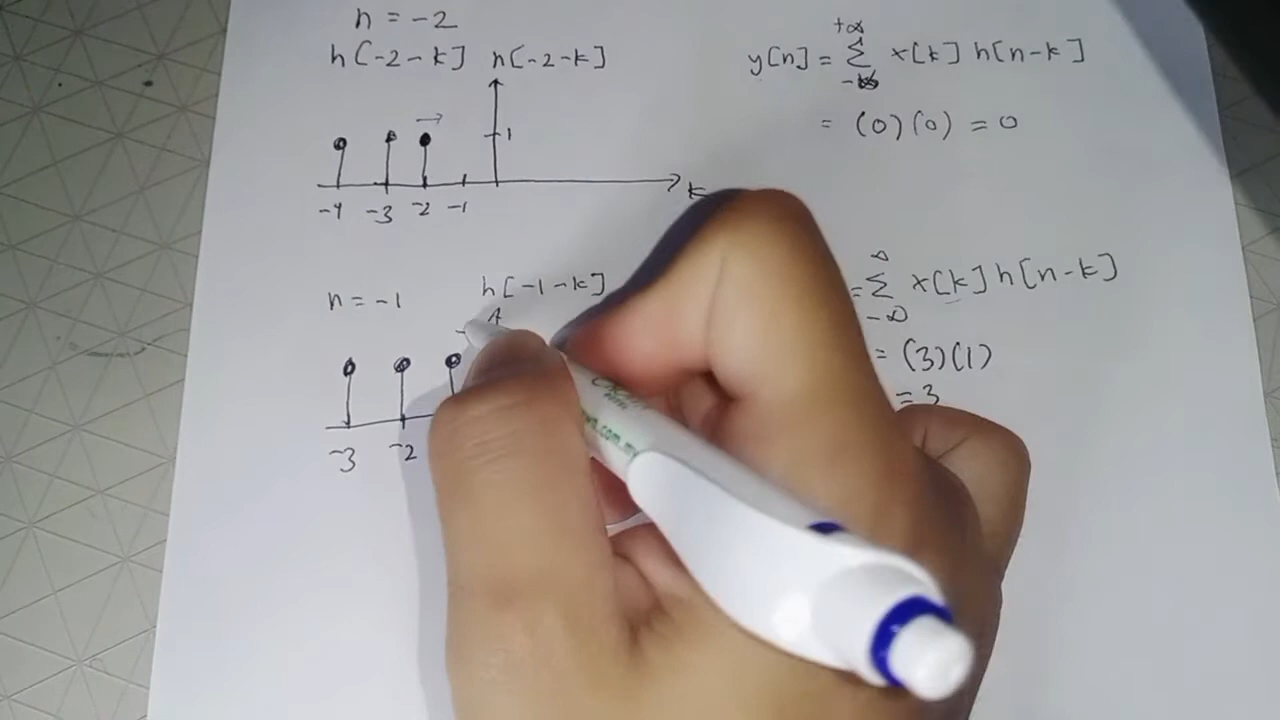 n = -2
h[-2-k] h[-2-k]
1
-4 -3 -2 -1
k
y[n] = +∞ Σ -∞ x[k] h[n-k]
= (0)(0) = 0
n = -1
h[-1-k]
-3 -2
= ∞ Σ -∞ x[k] h[n-k]
= (3)(1)
= 3